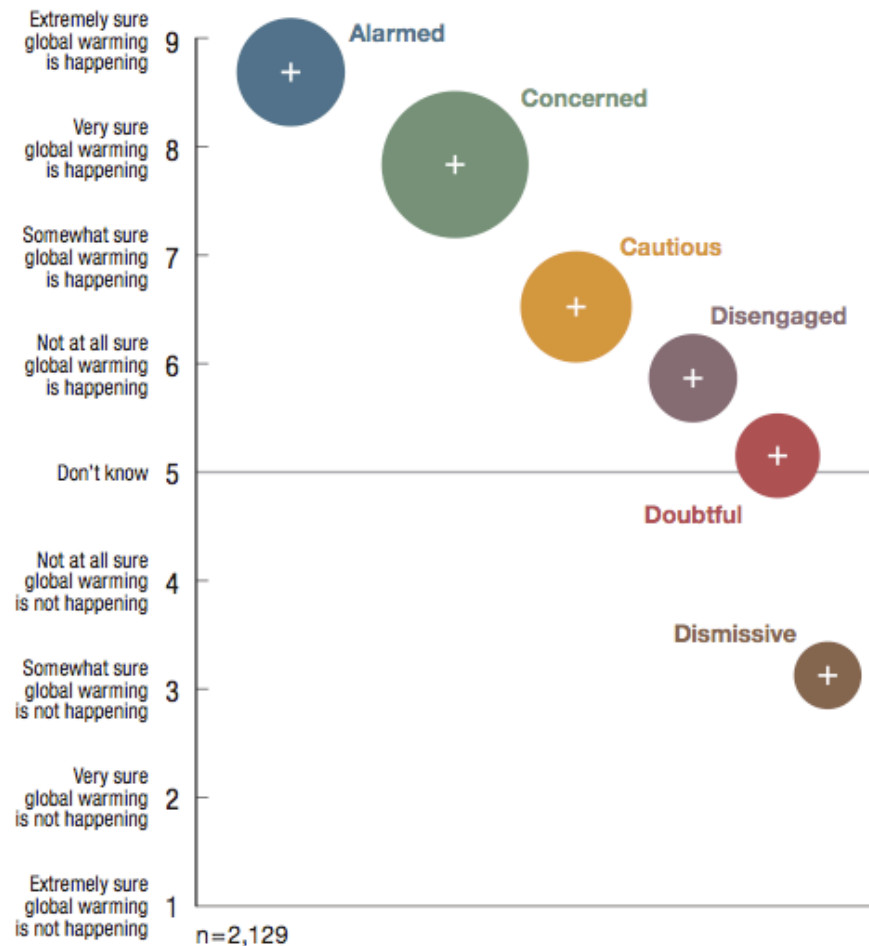 Extremely sure
global warming
is happening
9
Alarmed
Concerned
Very sure
global warming
is happening
8
Somewhat sure
global warming
is happening
7
Cautious
Disengaged
Not at all sure
global warming
is happening
6
Don't know 5
Doubtful
Not at all sure
global warming
is not happening
4
Dismissive
Somewhat sure
global warming
is not happening
3
Very sure
global warming
is not happening
2
Extremely sure
global warming
is not happening
1
n=2,129